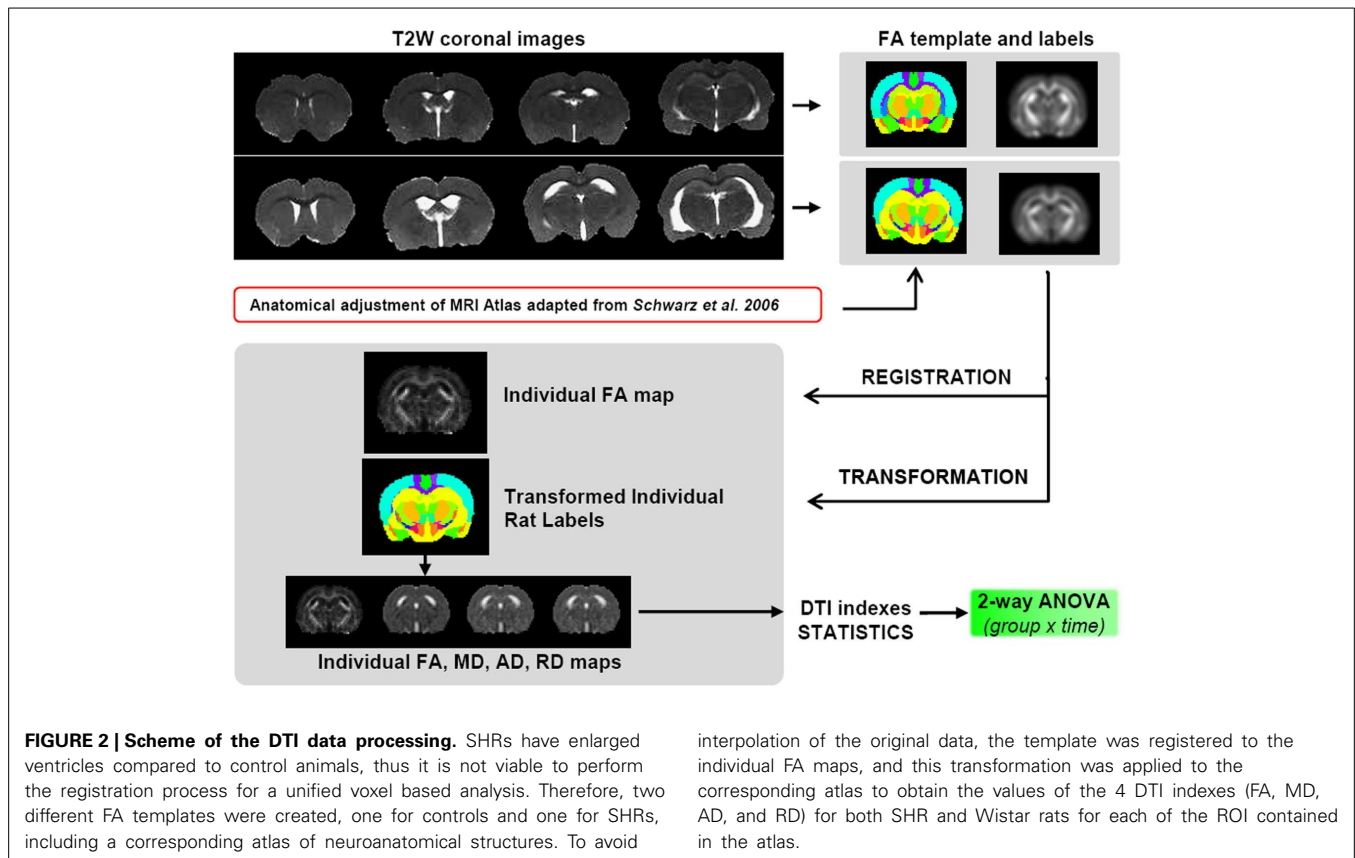 T2W coronal images
FA template and labels
Anatomical adjustment of MRI Atlas adapted from Schwarz et al. 2006
REGISTRATION
Individual FA map
TRANSFORMATION
Transformed Individual
Rat Labels
Individual FA, MD, AD, RD maps
DTI indexes
STATISTICS
2-way ANOVA
(group x time)
FIGURE 2 | Scheme of the DTI data processing. SHRs have enlarged
ventricles compared to control animals, thus it is not viable to perform
the registration process for a unified voxel based analysis. Therefore, two
different FA templates were created, one for controls and one for SHRs,
including a corresponding atlas of neuroanatomical structures. To avoid
interpolation of the original data, the template was registered to the
individual FA maps, and this transformation was applied to the
corresponding atlas to obtain the values of the 4 DTI indexes (FA, MD,
AD, and RD) for both SHR and Wistar rats for each of the ROI contained
in the atlas.